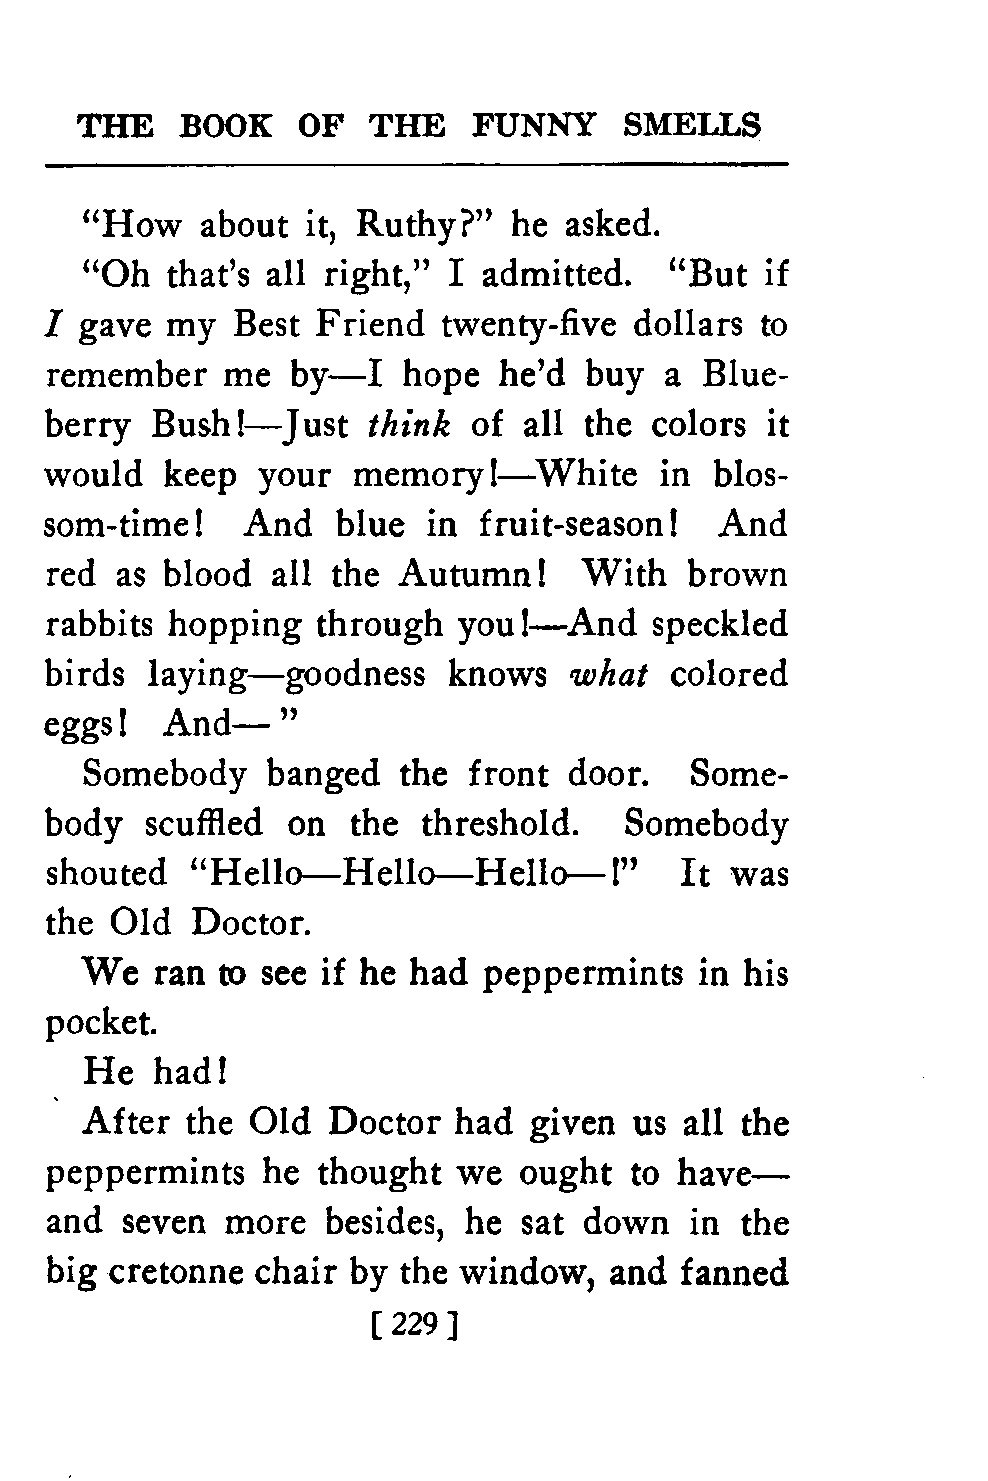 THE BOOK OF THE FUNNY SMELLS
“How about it, Ruthy?” he asked.
“Oh that’s all right,” I admitted. “But if
I gave my Best Friend twenty-five dollars to
remember me by—I hope he’d buy a Blue-
berry Bush!—Just think of all the colors it
would keep your memory!—White in blos-
som-time! And blue in fruit-season! And
red as blood all the Autumn! With brown
rabbits hopping through you!—And speckled
birds laying—goodness knows what colored
eggs! And— ”
Somebody banged the front door. Some-
body scuffled on the threshold. Somebody
shouted “Hello—Hello—Hello—!” It was
the Old Doctor.
We ran to see if he had peppermints in his
pocket.
He had!
After the Old Doctor had given us all the
peppermints he thought we ought to have—
and seven more besides, he sat down in the
big cretonne chair by the window, and fanned
[ 229 ]